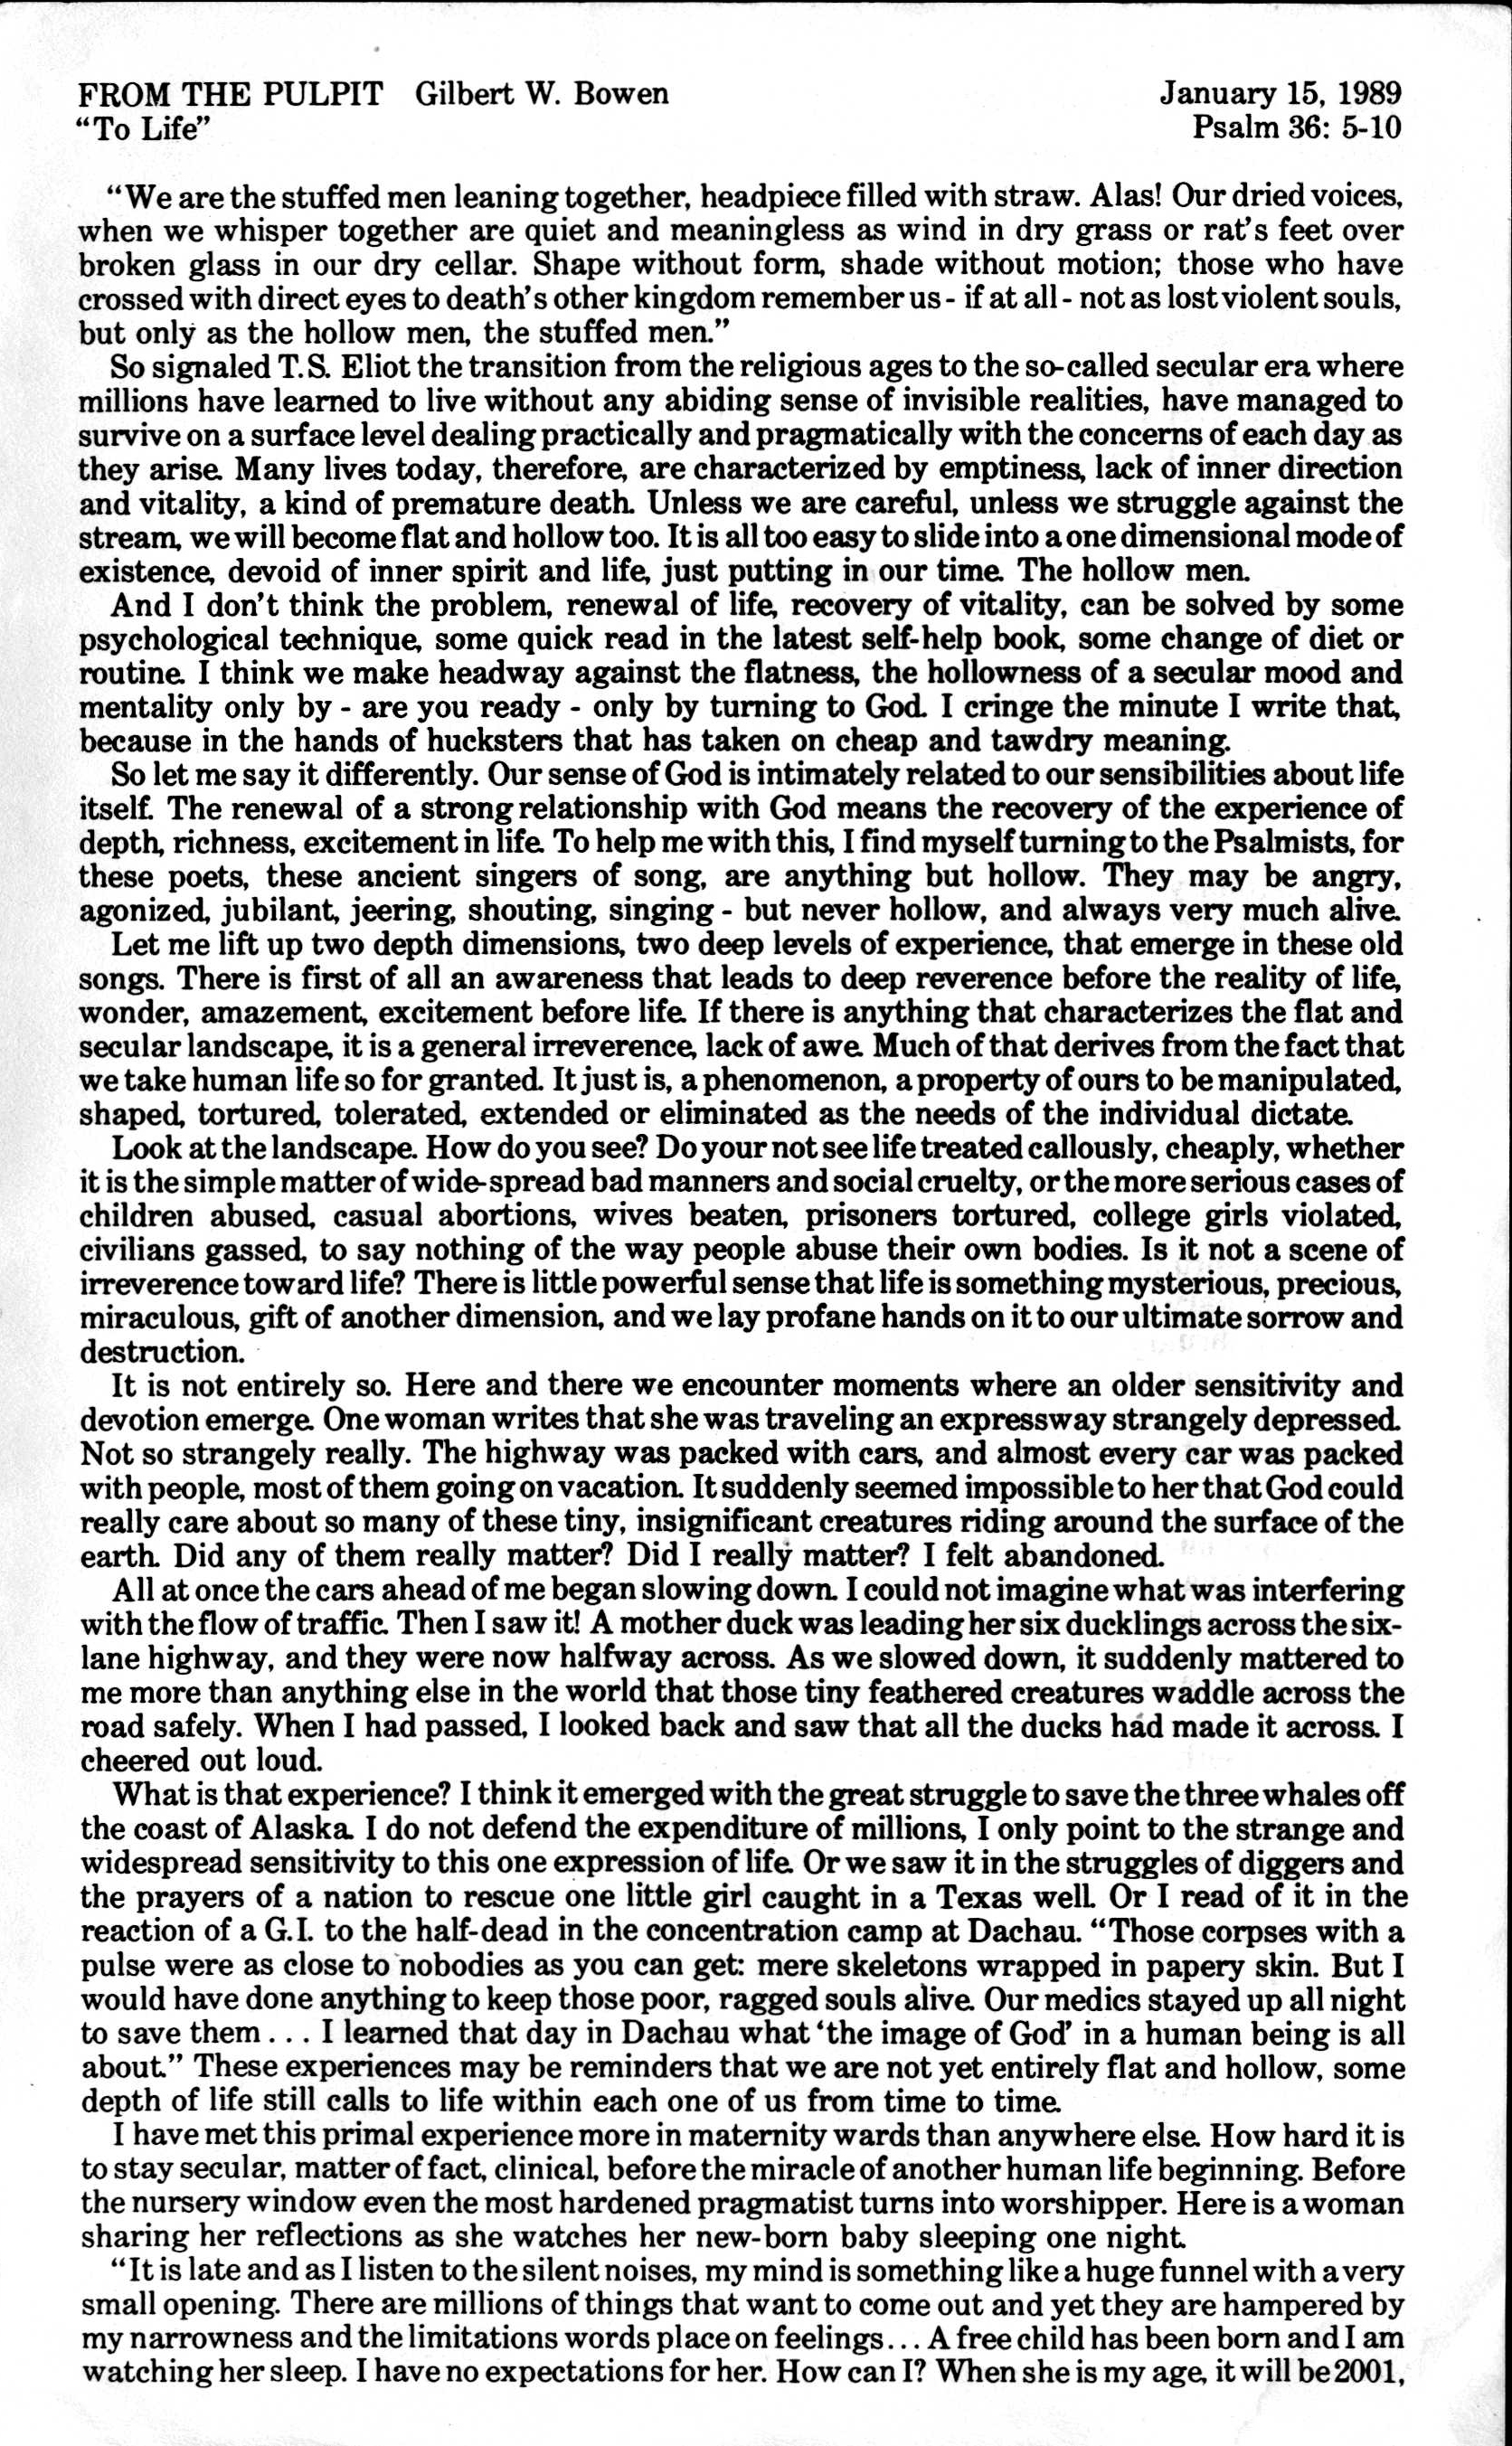 FROM THE PULPIT Gilbert W. Bowen January 15, 1989
“To Life” Psalm 36: 5-10
“We are the stuffed men leaning together, headpiece filled with straw. Alas! Our dried voices,
when we whisper together are quiet and meaningless as wind in dry grass or rat's feet over
broken glass in our dry cellar. Shape without form, shade without motion; those who have
crossed with direct eyes to death's other kingdom remember us - if at all - not as lost violent souls,
but only as the hollow men, the stuffed men.”
So signaled T.S. Eliot the transition from the religious ages to the so-called secular era where
millions have learned to live without any abiding sense of invisible realities, have managed to
survive on a surface level dealing practically and pragmatically with the concerns of each day as
they arise. Many lives today, therefore, are characterized by emptiness, lack of inner direction
and vitality, a kind of premature death. Unless we are careful, unless we struggle against the
stream, we will become flat and hollow too. It is all too easy to slide into a one dimensional mode of
existence, devoid of inner spirit and life, just putting in our time. The hollow men.
And I don't think the problem, renewal of life, recovery of vitality, can be solved by some
psychological technique, some quick read in the latest self-help book, some change of diet or
routine. I think we make headway against the flatness, the hollowness of a secular mood and
mentality only by - are you ready - only by turning to God. I cringe the minute I write that,
because in the hands of hucksters that has taken on cheap and tawdry meaning.
So let me say it differently. Our sense of God is intimately related to our sensibilities about life
itself. The renewal of a strong relationship with God means the recovery of the experience of
depth, richness, excitement in life. To help me with this, I find myself turning to the Psalmists, for
these poets, these ancient singers of song, are anything but hollow. They may be angry,
agonized, jubilant, jeering, shouting, singing - but never hollow, and always very much alive.
Let me lift up two depth dimensions, two deep levels of experience, that emerge in these old
songs. There is first of all an awareness that leads to deep reverence before the reality of life,
wonder, amazement, excitement before life. If there is anything that characterizes the flat and
secular landscape, it is a general irreverence, lack of awe. Much of that derives from the fact that
we take human life so for granted. It just is, a phenomenon, a property of ours to be manipulated,
shaped, tortured, tolerated, extended or eliminated as the needs of the individual dictate.
Look at the landscape. How do you see? Do your not see life treated callously, cheaply, whether
it is the simple matter of wide-spread bad manners and social cruelty, or the more serious cases of
children abused, casual abortions, wives beaten, prisoners tortured, college girls violated,
civilians gassed, to say nothing of the way people abuse their own bodies. Is it not a scene of
irreverence toward life? There is little powerful sense that life is something mysterious, precious,
miraculous, gift of another dimension, and we lay profane hands on it to our ultimate sorrow and
destruction.
It is not entirely so. Here and there we encounter moments where an older sensitivity and
devotion emerge. One woman writes that she was traveling an expressway strangely depressed.
Not so strangely really. The highway was packed with cars, and almost every car was packed
with people, most of them going on vacation. It suddenly seemed impossible to her that God could
really care about so many of these tiny, insignificant creatures riding around the surface of the
earth. Did any of them really matter? Did I really matter? I felt abandoned.
All at once the cars ahead of me began slowing down. I could not imagine what was interfering
with the flow of traffic. Then I saw it! A mother duck was leading her six ducklings across the six-
lane highway, and they were now halfway across. As we slowed down, it suddenly mattered to
me more than anything else in the world that those tiny feathered creatures waddle across the
road safely. When I had passed, I looked back and saw that all the ducks had made it across. I
cheered out loud.
What is that experience? I think it emerged with the great struggle to save the three whales off
the coast of Alaska. I do not defend the expenditure of millions, I only point to the strange and
widespread sensitivity to this one expression of life. Or we saw it in the struggles of diggers and
the prayers of a nation to rescue one little girl caught in a Texas well. Or I read of it in the
reaction of a G.I. to the half-dead in the concentration camp at Dachau. “Those corpses with a
pulse were as close to nobodies as you can get: mere skeletons wrapped in papery skin. But I
would have done anything to keep those poor, ragged souls alive. Our medics stayed up all night
to save them . . . I learned that day in Dachau what ‘the image of God’ in a human being is all
about.” These experiences may be reminders that we are not yet entirely flat and hollow, some
depth of life still calls to life within each one of us from time to time.
I have met this primal experience more in maternity wards than anywhere else. How hard it is
to stay secular, matter of fact, clinical, before the miracle of another human life beginning. Before
the nursery window even the most hardened pragmatist turns into worshipper. Here is a woman
sharing her reflections as she watches her new-born baby sleeping one night.
“It is late and as I listen to the silent noises, my mind is something like a huge funnel with a very
small opening. There are millions of things that want to come out and yet they are hampered by
my narrowness and the limitations words place on feelings . . . A free child has been born and I am
watching her sleep. I have no expectations for her. How can I? When she is my age, it will be 2001,